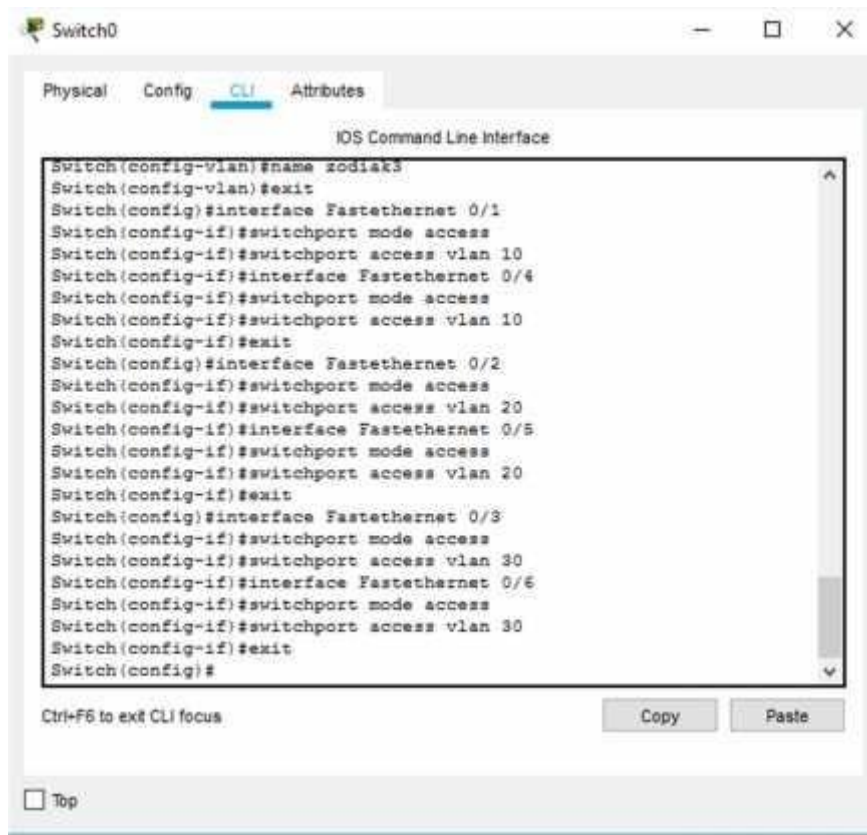 Switch0
Physical Config CLI Attributes
IOS Command Line Interface
Switch(config-vlan)#name zodiak3
Switch(config-vlan)#exit
Switch(config)#interface Fastethernet 0/1
Switch(config-if)#switchport mode access
Switch(config-if)#switchport access vlan 10
Switch(config-if)#interface Fastethernet 0/4
Switch(config-if)#switchport mode access
Switch(config-if)#switchport access vlan 10
Switch(config-if)#exit
Switch(config)#interface Fastethernet 0/2
Switch(config-if)#switchport mode access
Switch(config-if)#switchport access vlan 20
Switch(config-if)#interface Fastethernet 0/5
Switch(config-if)#switchport mode access
Switch(config-if)#switchport access vlan 20
Switch(config-if)#exit
Switch(config)#interface Fastethernet 0/3
Switch(config-if)#switchport mode access
Switch(config-if)#switchport access vlan 30
Switch(config-if)#interface Fastethernet 0/6
Switch(config-if)#switchport mode access
Switch(config-if)#switchport access vlan 30
Switch(config-if)#exit
Switch(config)#
Ctrl+F6 to exit CLI focus Copy Paste
Top